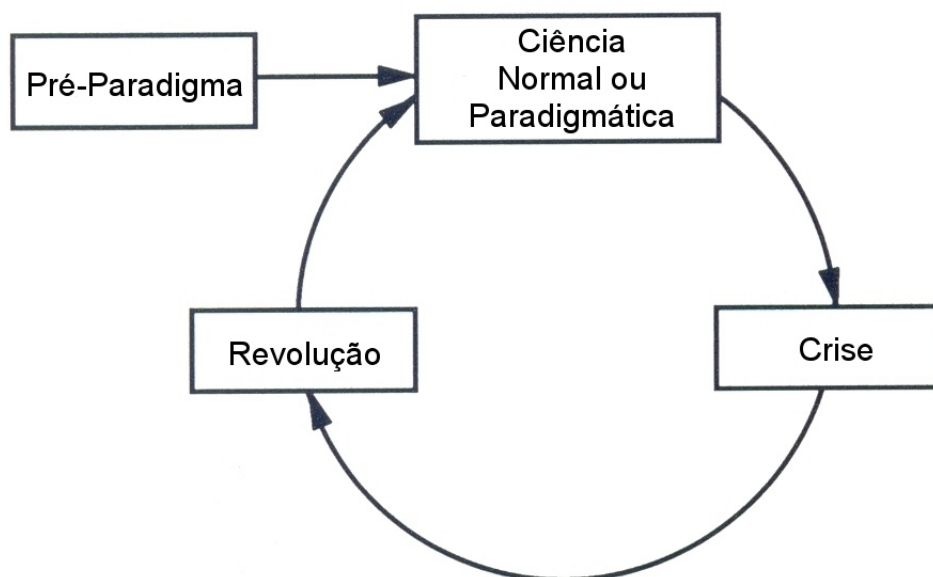 Pré-Paradigma
Ciência
Normal ou
Paradigmática
Revolução
Crise